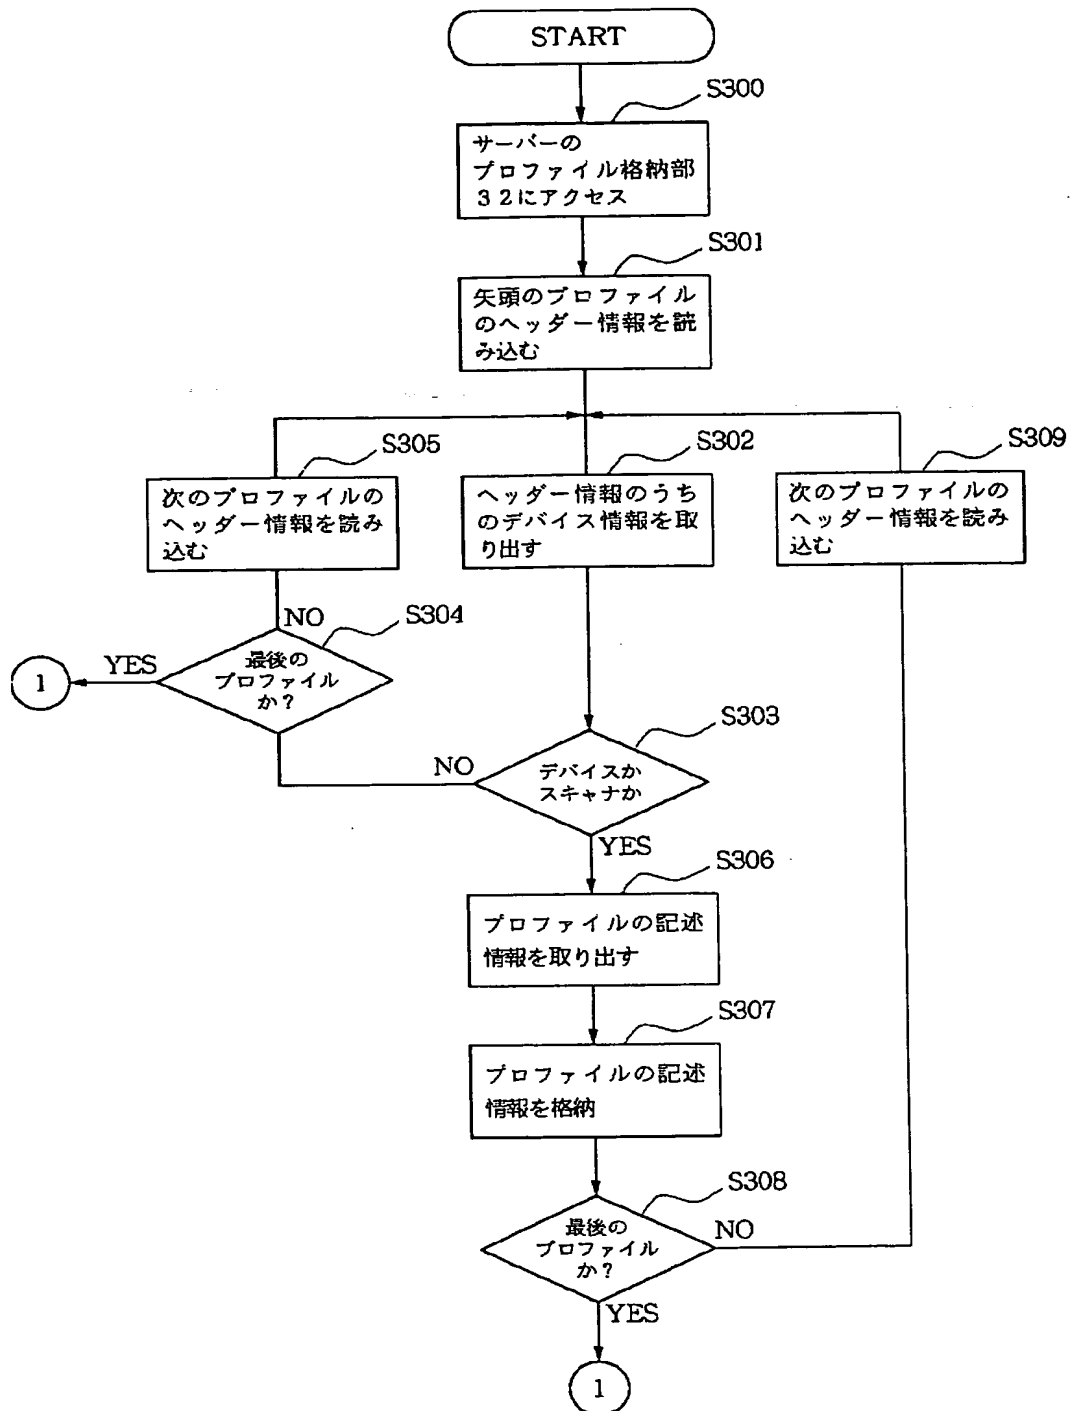 START
S300
サーバーの
プロファイル格納部
３２にアクセス
S301
矢頭のプロファイル
のヘッダー情報を読
み込む
S305
次のプロファイルの
ヘッダー情報を読み
込む
S302
ヘッダー情報のうち
のデバイス情報を取
り出す
S309
次のプロファイルの
ヘッダー情報を読み
込む
NO
S304
YES
最後の
プロファイル
か？
1
S303
NO
デバイスか
スキャナか
YES
S306
プロファイルの記述
情報を取り出す
S307
プロファイルの記述
情報を格納
S308
最後の
プロファイル
か？
NO
YES
1